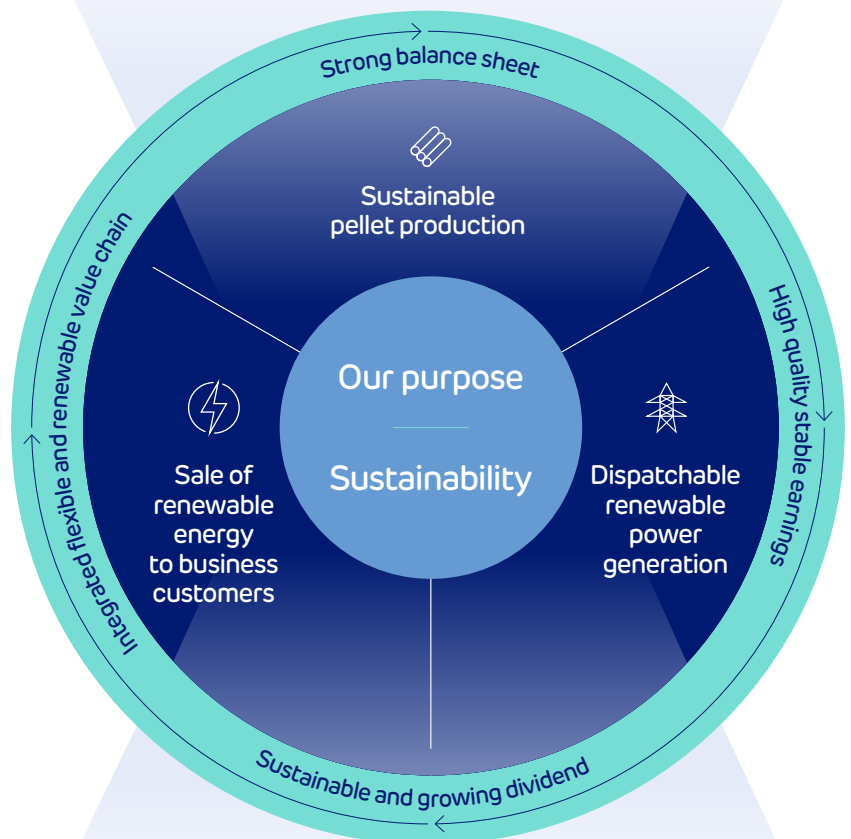 Strong balance sheet
Sustainable
pellet production
Integrated flexible and renewable value chain
High quality stable earnings
Our purpose
Sustainability
Sale of
renewable
energy
to business
customers
Dispatchable
renewable
power
generation
Sustainable and growing dividend